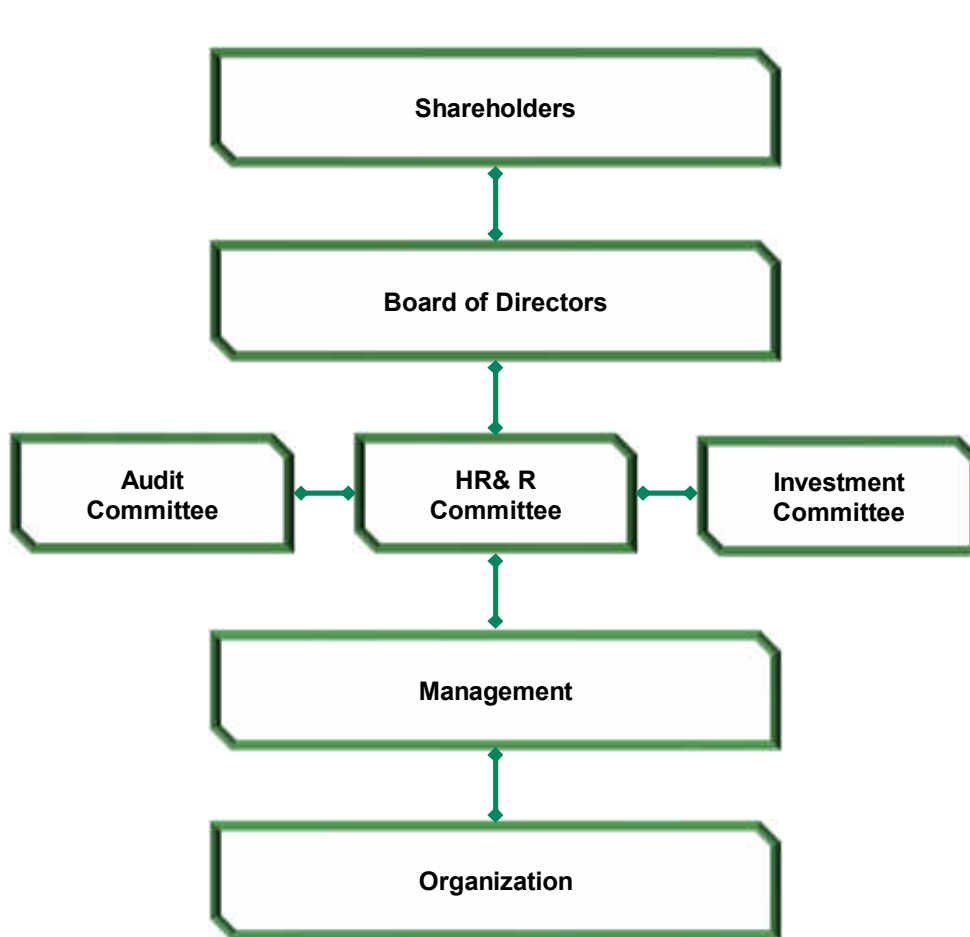 Shareholders
Board of Directors
Audit
Committee
HR& R
Committee
Investment
Committee
Management
Organization